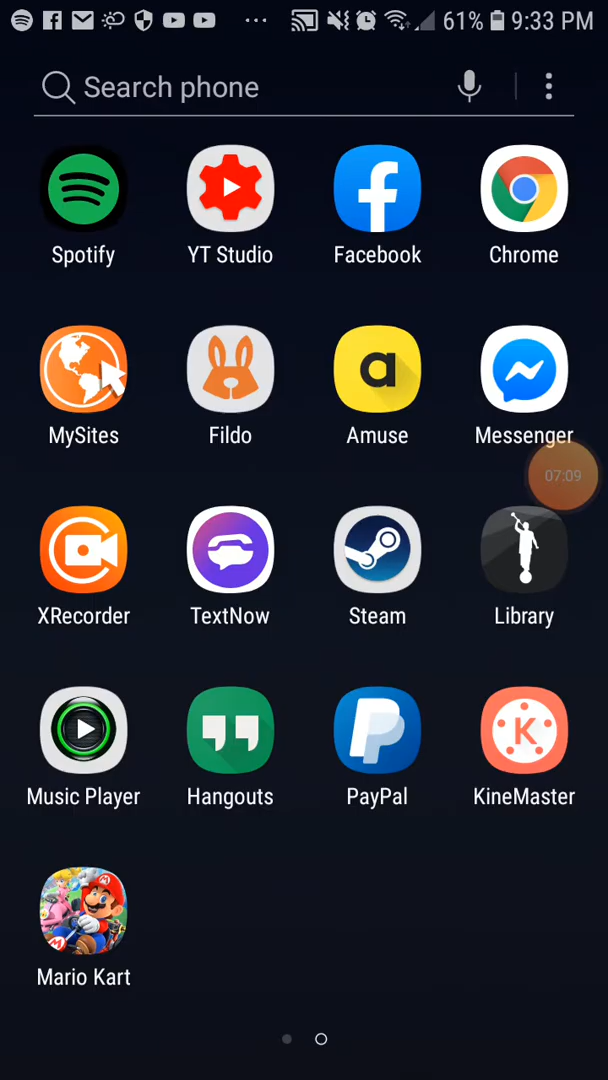 61% 9:33 PM
Search phone
Spotify YT Studio Facebook Chrome
MySites Fildo Amuse Messenger
07:09
XRecorder TextNow Steam Library
Music Player Hangouts PayPal KineMaster
Mario Kart